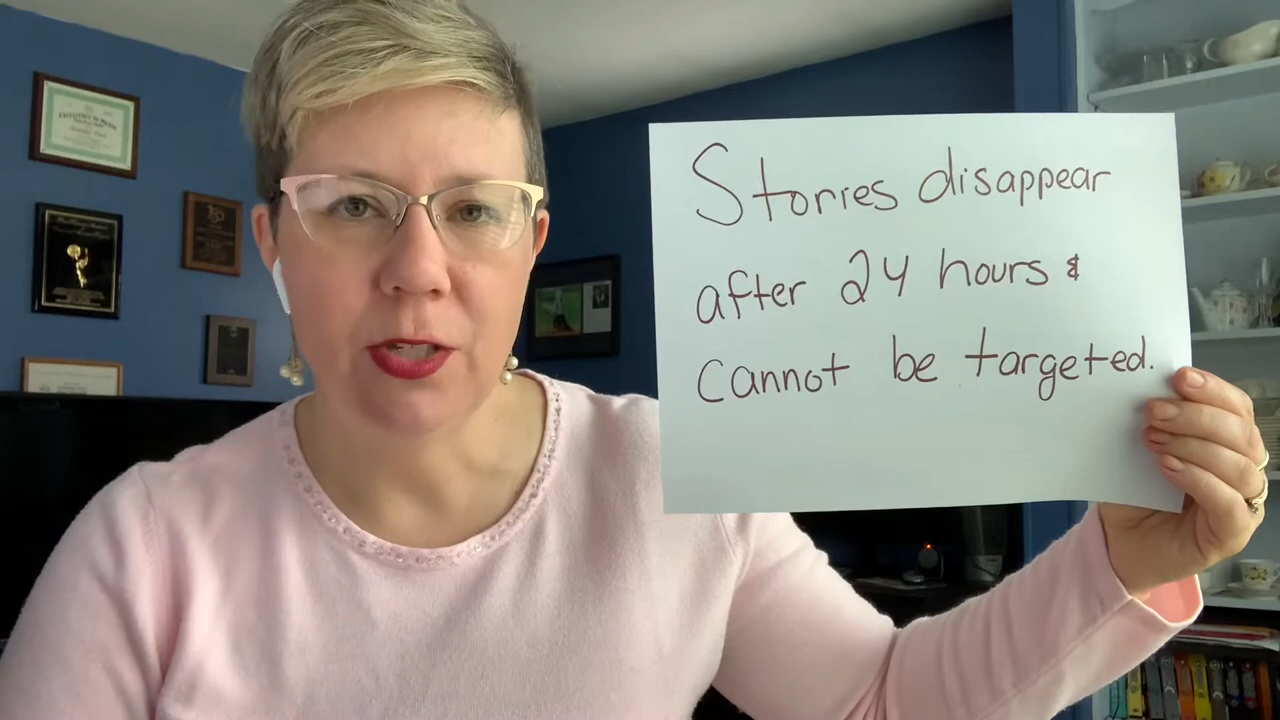 Stories disappear
after 24 hours &
cannot be targeted.